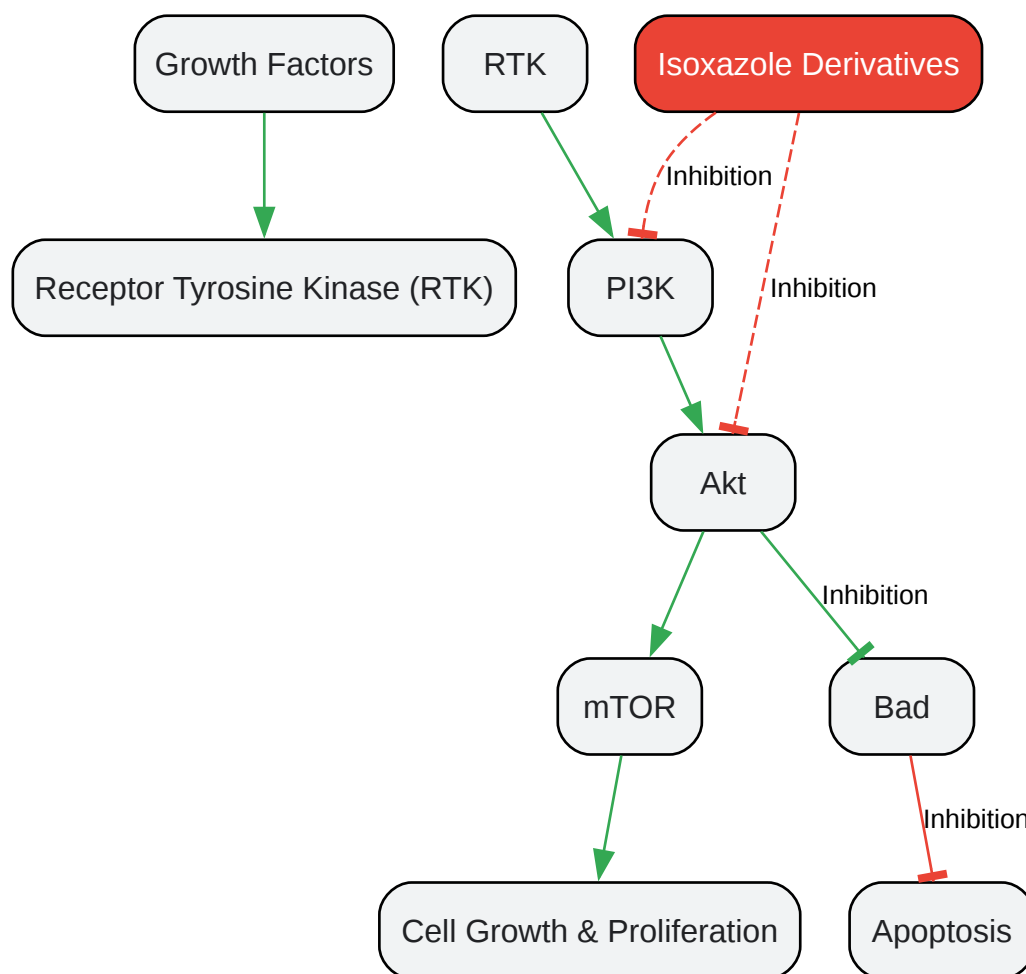 Growth Factors
RTK
Isoxazole Derivatives
Inhibition
Receptor Tyrosine Kinase (RTK)
PI3K
Inhibition
Akt
Inhibition
mTOR
Bad
Inhibition
Cell Growth & Proliferation
Apoptosis